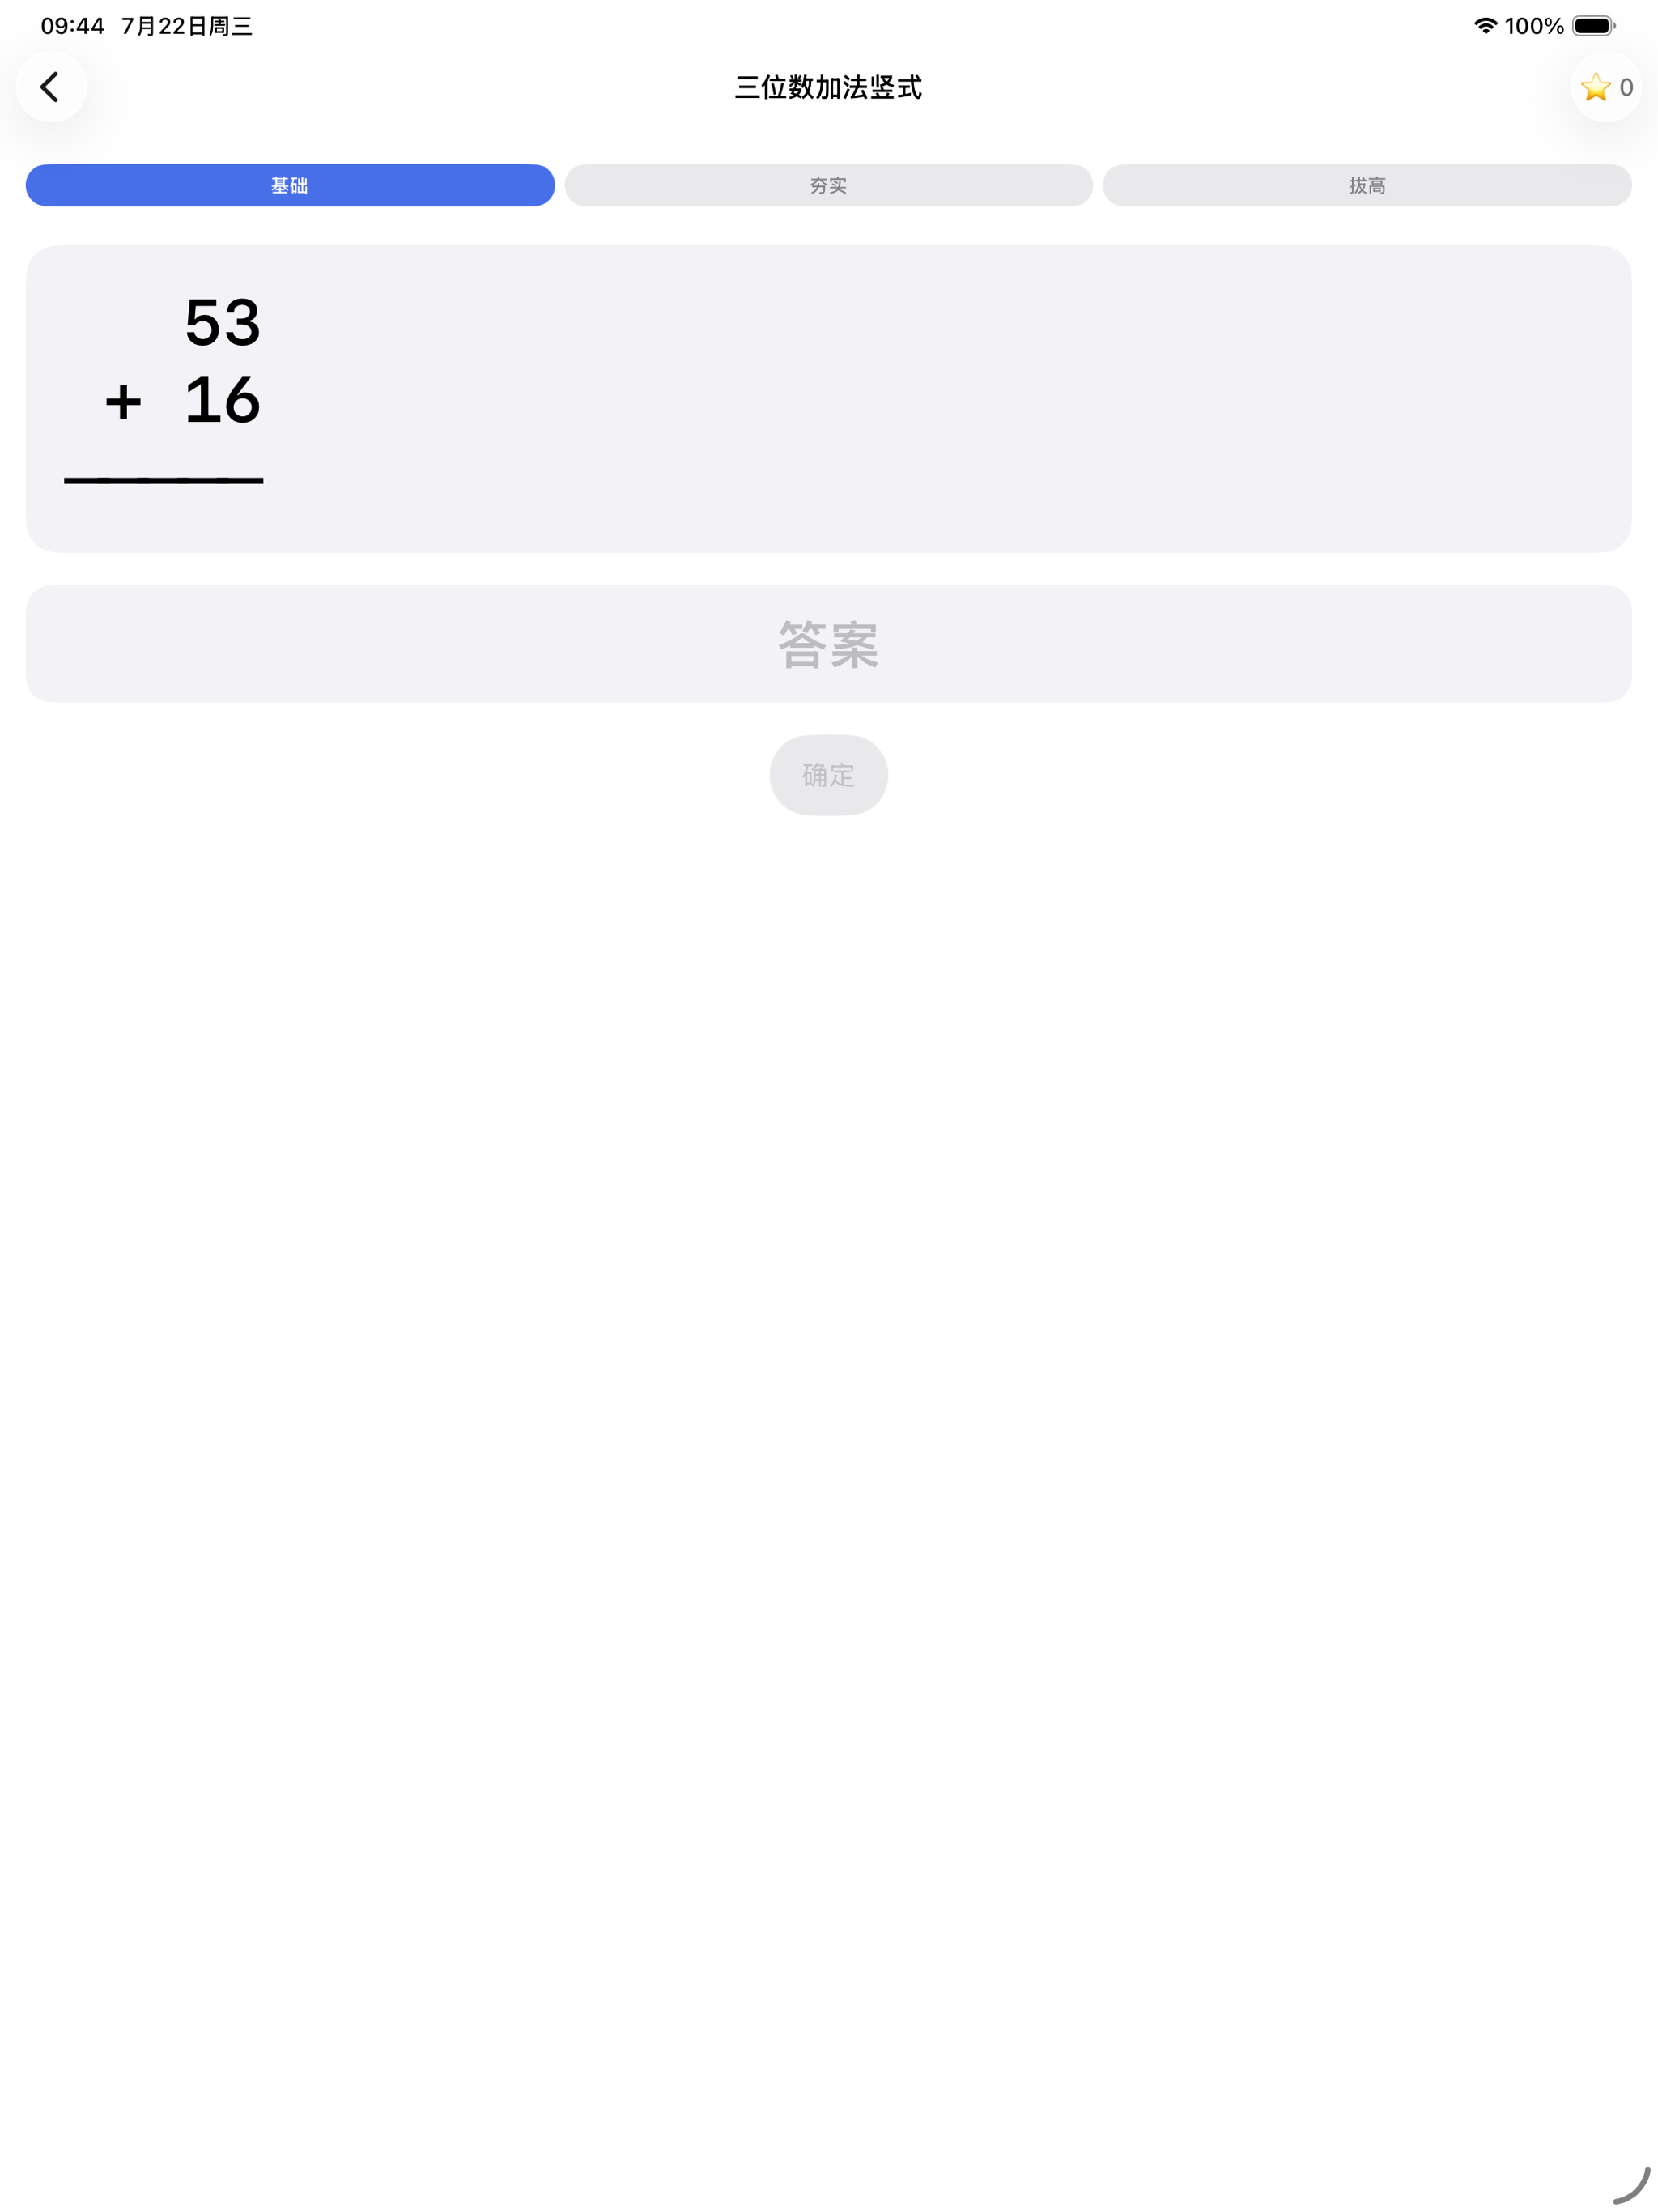 09:44 7月22日周三 100%
三位数加法竖式 ⭐ 0
基础 夯实 拔高
53
+ 16
_____
答案
确定